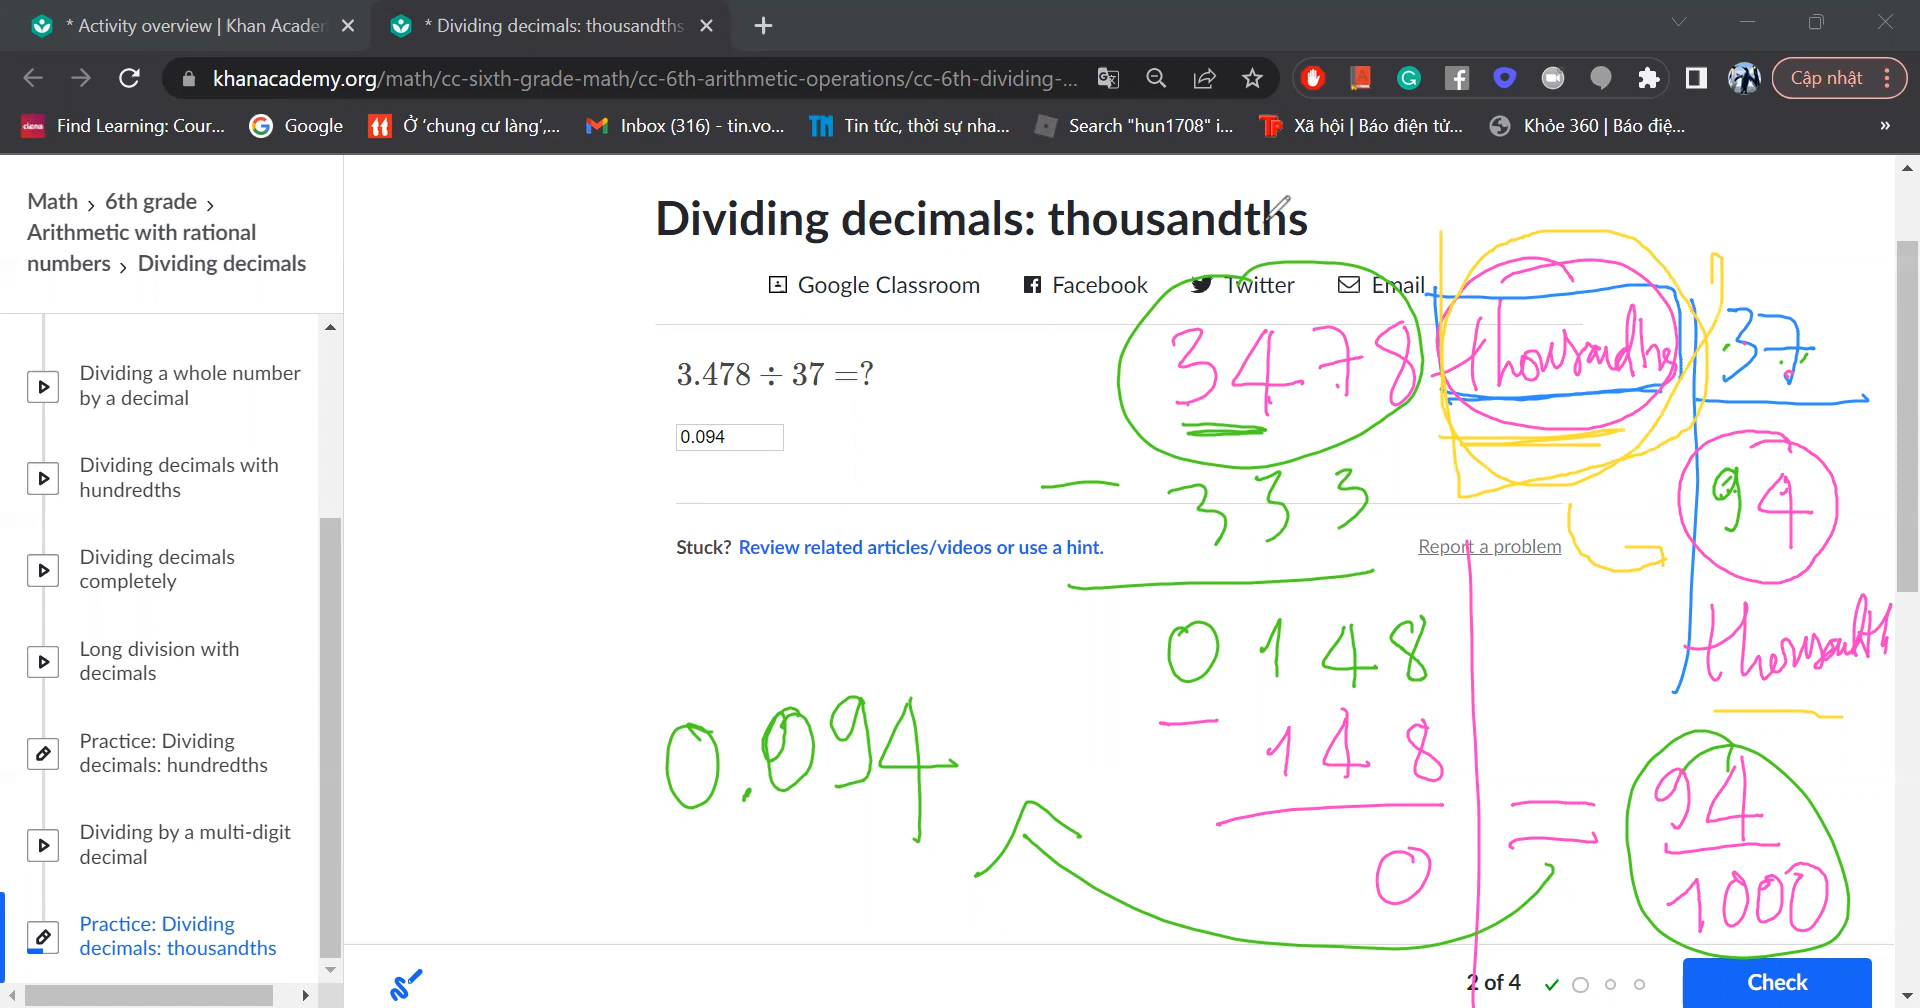 * Activity overview | Khan Acader
* Dividing decimals: thousandths
khanacademy.org/math/cc-sixth-grade-math/cc-6th-arithmetic-operations/cc-6th-dividing-...
Cập nhật
ciena
Find Learning: Cour...
Google
Ở 'chung cư làng',...
Inbox (316) - tin.vo...
TN
Tin tức, thời sự nha...
Search "hun1708" i...
TP
Xã hội | Báo điện tử...
Khỏe 360 | Báo điệ...
»
Math > 6th grade >
Arithmetic with rational
numbers > Dividing decimals
Dividing a whole number
by a decimal
Dividing decimals with
hundredths
Dividing decimals
completely
Long division with
decimals
Practice: Dividing
decimals: hundredths
Dividing by a multi-digit
decimal
Practice: Dividing
decimals: thousandths
Dividing decimals: thousandths
Google Classroom
Facebook
Twitter
Email
3.478 ÷ 37 =?
0.094
Stuck? Review related articles/videos or use a hint.
Report a problem
3478 thousandths
37
- 333
94
thousandth
0148
- 148
0
0.094
= 94
1000
2 of 4
Check